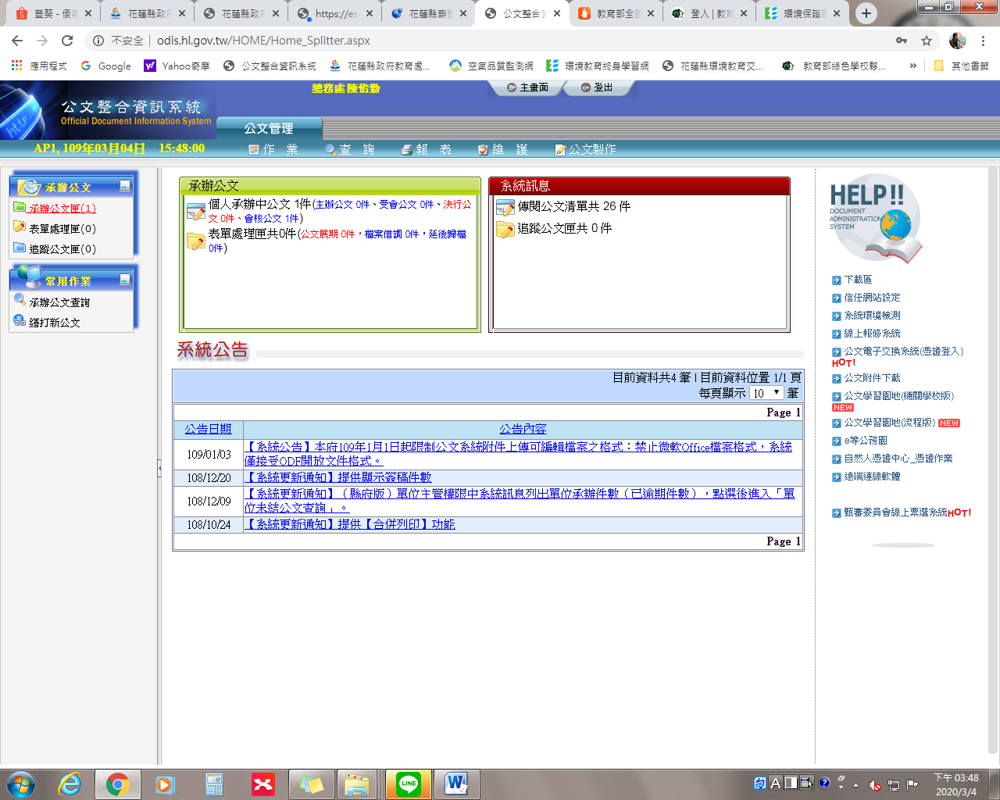 豐葵 - 優惠
花蓮縣政府
花蓮縣政府
https://es
花蓮縣壽豐
公文整合資
教育部全國
登入 | 教育
環境保護署
不安全 | odis.hl.gov.tw/HOME/Home_Splitter.aspx
應用程式 Google Yahoo奇摩 公文整合資訊系統 花蓮縣政府教育處... 空氣品質監測網 環境教育終身學習網 花蓮縣環境教育交... 教育部綠色學校夥... » 其他書籤
公文整合資訊系統
Official Document Information System
總務處 陳佁勤
主畫面 登出
公文管理
AP1, 109年03月04日 15:48:00
作 業 查 詢 報 表 維 護 公文製作
承辦公文
承辦公文匣(1)
表單處理匣(0)
追蹤公文匣(0)
常用作業
承辦公文查詢
繕打新公文
承辦公文
個人承辦中公文 1件(主辦公文 0件、受會公文 0件、決行公
文 0件、會核公文 1件)
表單處理匣共0件(公文展期 0件，檔案借調 0件，延後歸檔
0件)
系統訊息
傳閱公文清單共 26 件
追蹤公文匣共 0 件
系統公告
目前資料共4 筆 | 目前資料位置 1/1 頁
每頁顯示 10 筆
Page 1
公告日期 公告內容
109/01/03 【系統公告】本府109年1月1日起限制公文系統附件上傳可編輯檔案之格式：禁止微軟Office檔案格式，系統
僅接受ODF開放文件格式。
108/12/20 【系統更新通知】提供顯示簽稿件數
108/12/09 【系統更新通知】（縣府版）單位主管權限中系統訊息列出單位承辦件數（已逾期件數），點選後進入「單
位未結公文查詢」。
108/10/24 【系統更新通知】提供【合併列印】功能
Page 1
HELP!!
DOCUMENT
ADMINISTRATION
SYSTEM
下載區
信任網站設定
系統環境檢測
線上報修系統
公文電子交換系統(憑證登入)
HOT!
公文附件下載
公文學習園地(機關學校版)
NEW
公文學習園地(流程版) NEW
e等公務園
自然人憑證中心_憑證作業
遠端連線軟體
甄審委員會線上票選系統HOT!
LINE
A
下午 03:48
2020/3/4